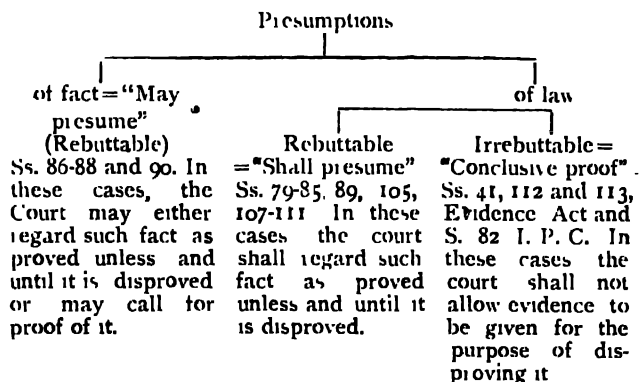 Presumptions
of fact="May
presume"
(Rebuttable)
Ss. 86-88 and 90. In
these cases, the
Court may either
regard such fact as
proved unless and
until it is disproved
or may call for
proof of it.
of law
Rebuttable
="Shall presume"
Ss. 79-85, 89, 105,
107-111 In these
cases the court
shall regard such
fact as proved
unless and until it
is disproved.
Irrebuttable=
"Conclusive proof".
Ss. 41, 112 and 113,
Evidence Act and
S. 82 I. P. C. In
these cases the
court shall not
allow evidence to
be given for the
purpose of dis-
proving it